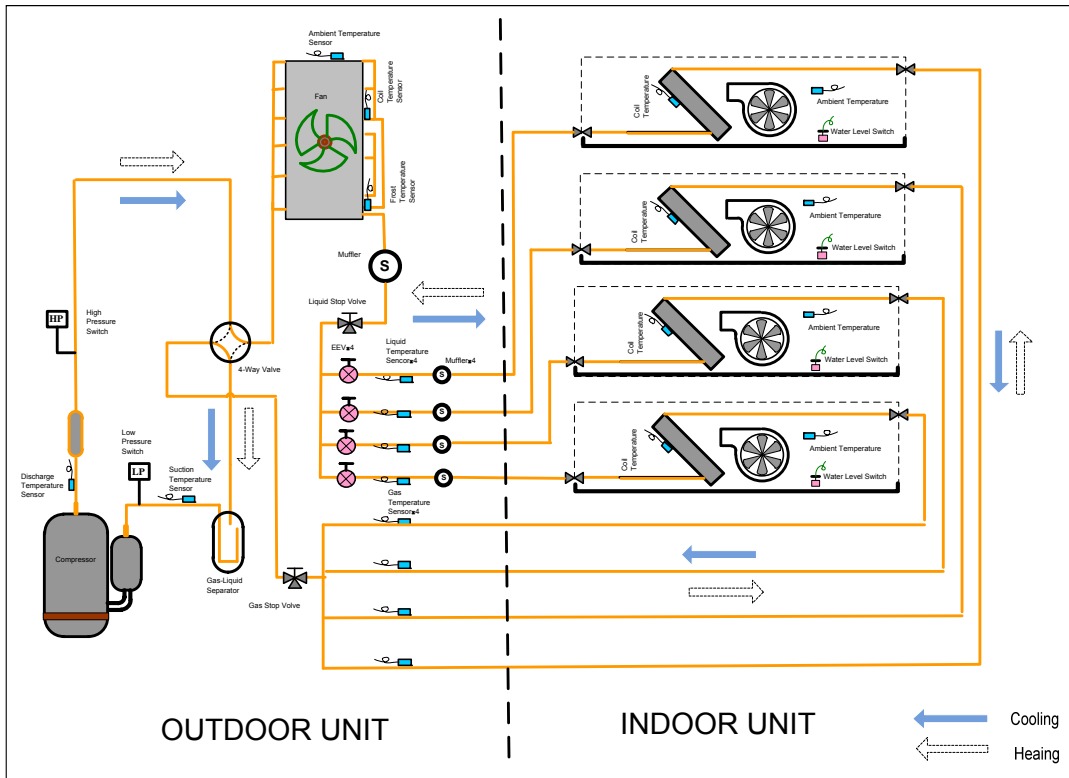 Ambient Temperature
Sensor
Fan
Coil
Temperature
Sensor
Frost
Temperature
Sensor
Muffler
Liquid Stop Volve
HP
High
Pressure
Switch
4-Way Valve
EEV×4
Liquid
Temperature
Sencor×4
Muffler×4
Low
Pressure
Switch
LP
Suction
Temperature
Sensor
Discharge
Temperature
Sensor
Gas
Temperature
Sensor×4
Compressor
Gas-Liquid
Separator
Gas Stop Volve
S
S
S
S
S
Coil
Temperature
Ambient Temperature
Water Level Switch
Coil
Temperature
Ambient Temperature
Water Level Switch
Coil
Temperature
Ambient Temperature
Water Level Switch
Coil
Temperature
Ambient Temperature
Water Level Switch
OUTDOOR UNIT
INDOOR UNIT
Cooling
Heaing